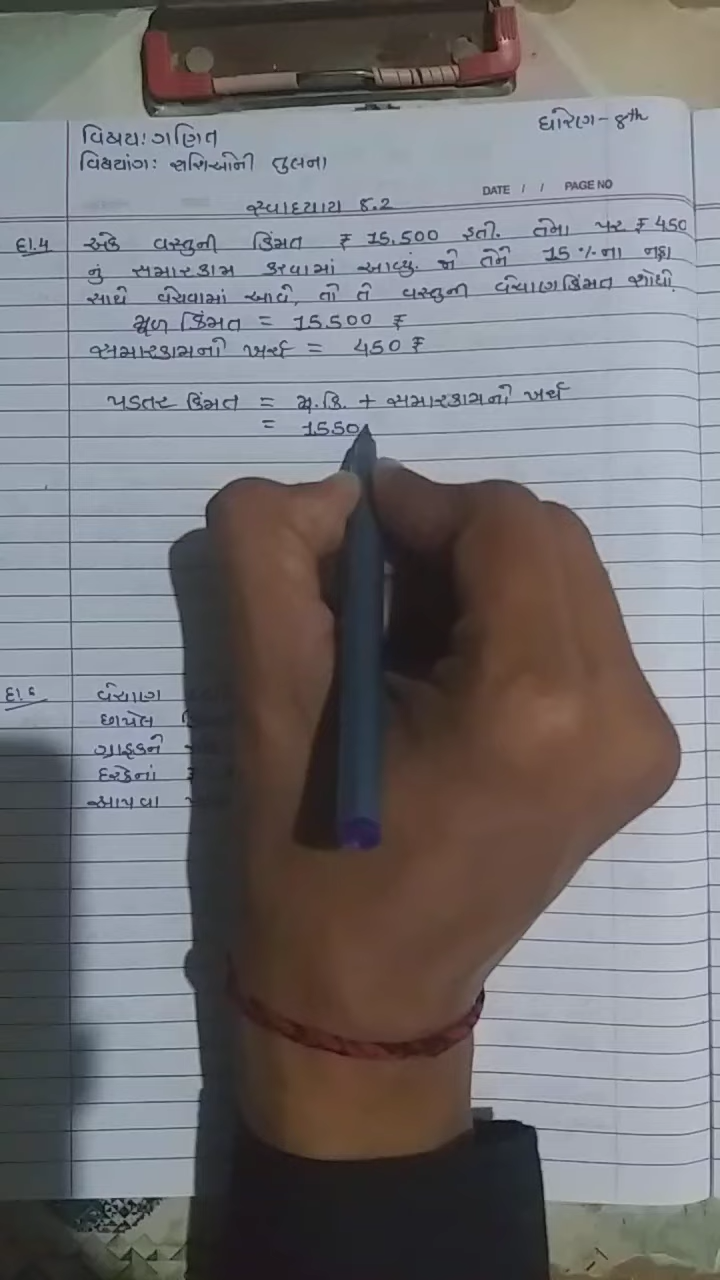 વિષય: ગણિત
ધોરણ - 8th
વિષયાંગ: રાશિઓની તુલના
DATE / / PAGE NO
સ્વાધ્યાય 8.2
દા.4 એક વસ્તુની કિંમત ₹ 15,500 હતી. તેના પર ₹ 450
નું સમારકામ કરવામાં આવ્યું. જો તેને 15 % ના નફા
સાથે વેચવામાં આવે, તો તે વસ્તુની વેચાણ કિંમત શોધો.
મૂળ કિંમત = 15500 ₹
સમારકામનો ખર્ચ = 450 ₹
પડતર કિંમત = મૂ.કિં. + સમારકામનો ખર્ચ
= 1550
દા.6 વેચાણ
છાપેલ
ગ્રાહકને
દરેકનાં ₹
આપવા